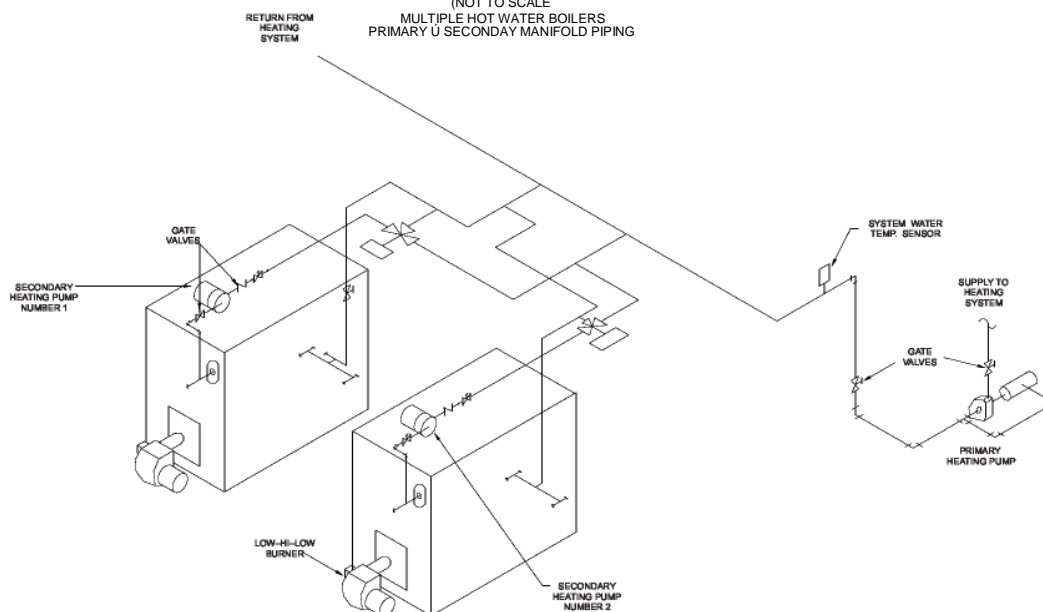 (NOT TO SCALE
MULTIPLE HOT WATER BOILERS
PRIMARY Ú SECONDAY MANIFOLD PIPING
RETURN FROM
HEATING
SYSTEM
GATE
VALVES
SECONDARY
HEATING PUMP
NUMBER 1
SYSTEM WATER
TEMP. SENSOR
SUPPLY TO
HEATING
SYSTEM
GATE
VALVES
PRIMARY
HEATING PUMP
LOW-HI-LOW
BURNER
SECONDARY
HEATING PUMP
NUMBER 2